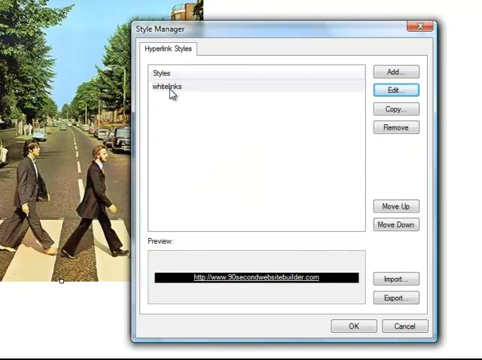 Style Manager
Hyperlink Styles
Styles
whitelinks
Add...
Edit...
Copy...
Remove
Move Up
Move Down
Preview:
http://www.90secondwebsitebuilder.com
Import...
Export...
OK
Cancel